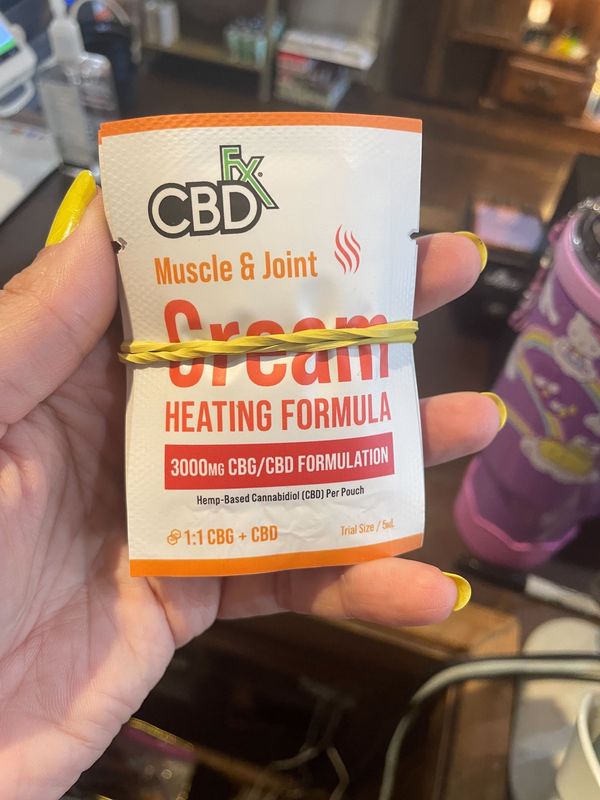 CBDFx®
Muscle & Joint
Cream
HEATING FORMULA
3000MG CBG/CBD FORMULATION
Hemp-Based Cannabidiol (CBD) Per Pouch
1:1 CBG + CBD
Trial Size / 5mL